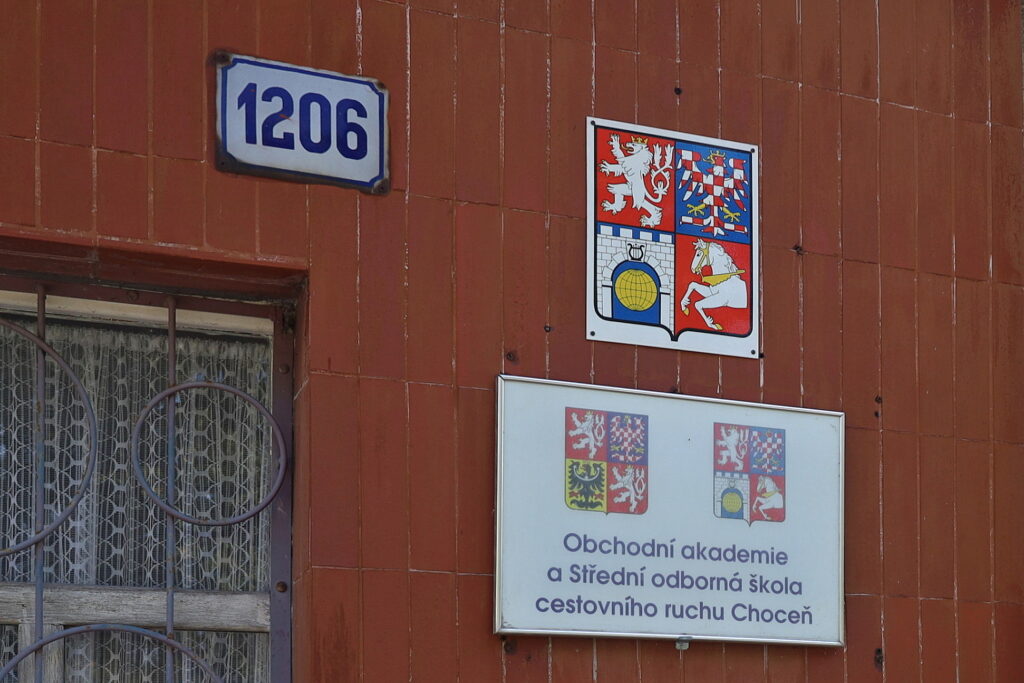 1206
Obchodní akademie
a Střední odborná škola
cestovního ruchu Choceň